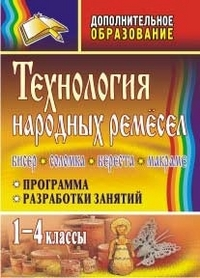 ДОПОЛНИТЕЛЬНОЕ
ОБРАЗОВАНИЕ
Технология
народных ремёсел
БИСЕР • СОЛОМКА • БЕРЕСТА • МАКРАМЕ
• ПРОГРАММА
• РАЗРАБОТКИ ЗАНЯТИЙ
1–4 классы